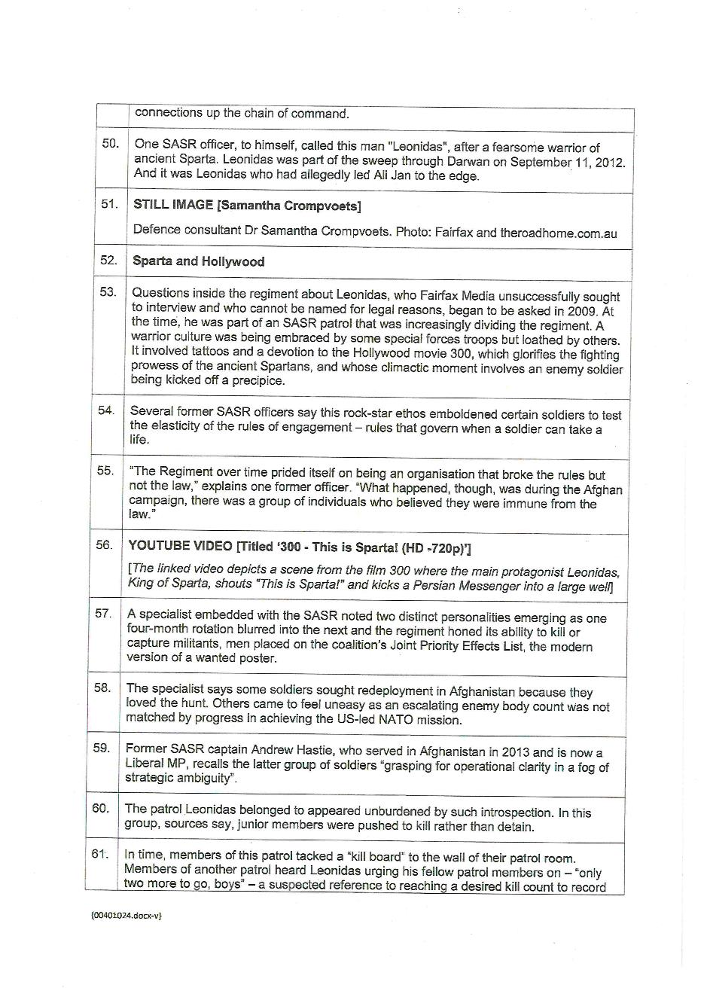 connections up the chain of command.
50. One SASR officer, to himself, called this man "Leonidas", after a fearsome warrior of
ancient Sparta. Leonidas was part of the sweep through Darwan on September 11, 2012.
And it was Leonidas who had allegedly led Ali Jan to the edge.
51. STILL IMAGE [Samantha Crompvoets]
Defence consultant Dr Samantha Crompvoets. Photo: Fairfax and theroadhome.com.au
52. Sparta and Hollywood
53. Questions inside the regiment about Leonidas, who Fairfax Media unsuccessfully sought
to interview and who cannot be named for legal reasons, began to be asked in 2009. At
the time, he was part of an SASR patrol that was increasingly dividing the regiment. A
warrior culture was being embraced by some special forces troops but loathed by others.
It involved tattoos and a devotion to the Hollywood movie 300, which glorifies the fighting
prowess of the ancient Spartans, and whose climactic moment involves an enemy soldier
being kicked off a precipice.
54. Several former SASR officers say this rock-star ethos emboldened certain soldiers to test
the elasticity of the rules of engagement – rules that govern when a soldier can take a
life.
55. “The Regiment over time prided itself on being an organisation that broke the rules but
not the law,” explains one former officer. “What happened, though, was during the Afghan
campaign, there was a group of individuals who believed they were immune from the
law.”
56. YOUTUBE VIDEO [Titled ‘300 - This is Sparta! (HD -720p)’]
[The linked video depicts a scene from the film 300 where the main protagonist Leonidas,
King of Sparta, shouts "This is Sparta!" and kicks a Persian Messenger into a large well]
57. A specialist embedded with the SASR noted two distinct personalities emerging as one
four-month rotation blurred into the next and the regiment honed its ability to kill or
capture militants, men placed on the coalition’s Joint Priority Effects List, the modern
version of a wanted poster.
58. The specialist says some soldiers sought redeployment in Afghanistan because they
loved the hunt. Others came to feel uneasy as an escalating enemy body count was not
matched by progress in achieving the US-led NATO mission.
59. Former SASR captain Andrew Hastie, who served in Afghanistan in 2013 and is now a
Liberal MP, recalls the latter group of soldiers “grasping for operational clarity in a fog of
strategic ambiguity”.
60. The patrol Leonidas belonged to appeared unburdened by such introspection. In this
group, sources say, junior members were pushed to kill rather than detain.
61. In time, members of this patrol tacked a “kill board” to the wall of their patrol room.
Members of another patrol heard Leonidas urging his fellow patrol members on – “only
two more to go, boys” – a suspected reference to reaching a desired kill count to record
{00401024.docx-v}